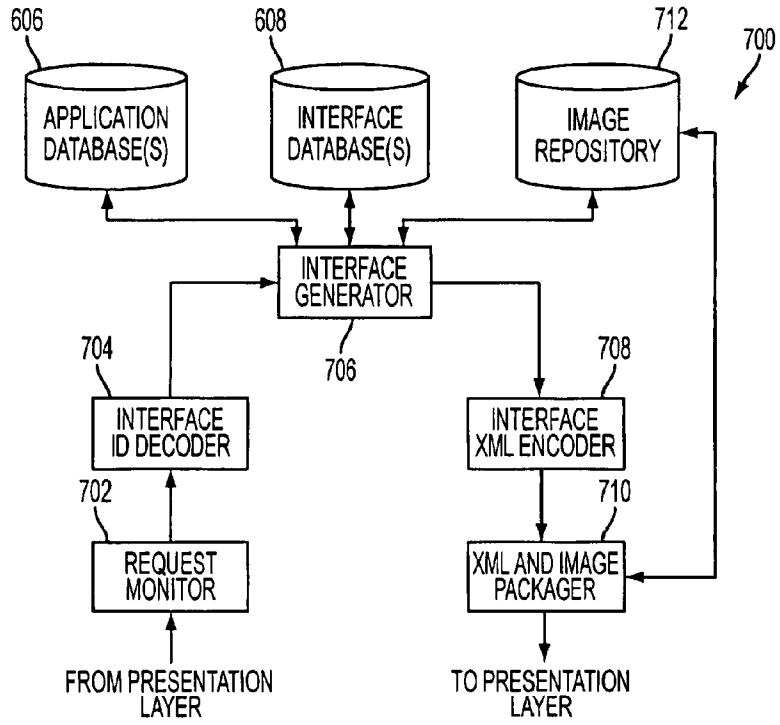 606
608
712
700
APPLICATION
DATABASE(S)
INTERFACE
DATABASE(S)
IMAGE
REPOSITORY
INTERFACE
GENERATOR
706
704
INTERFACE
ID DECODER
708
INTERFACE
XML ENCODER
702
REQUEST
MONITOR
710
XML AND IMAGE
PACKAGER
FROM PRESENTATION
LAYER
TO PRESENTATION
LAYER